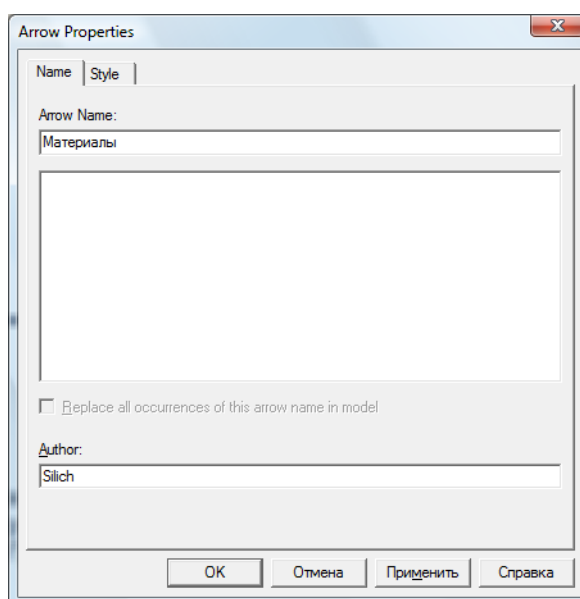 Arrow Properties
Name Style
Arrow Name:
Материалы
Replace all occurrences of this arrow name in model
Author:
Silich
OK Отмена Применить Справка